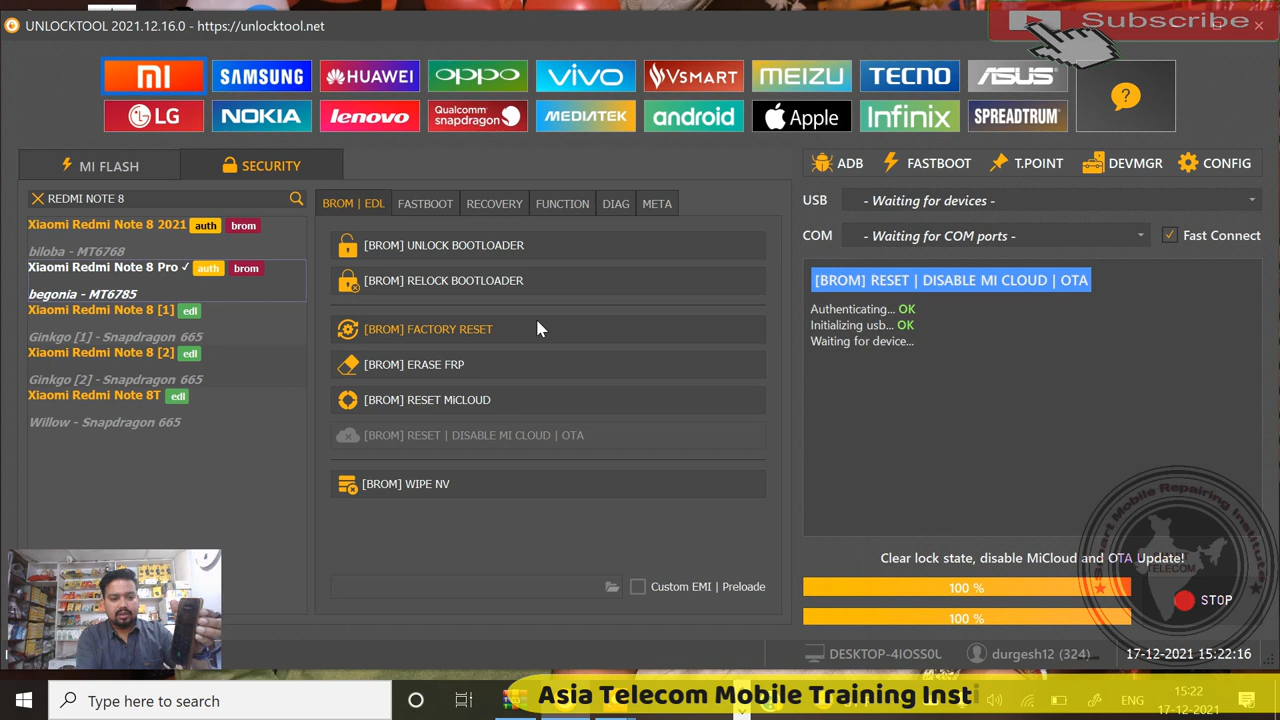 UNLOCKTOOL 2021.12.16.0 - https://unlocktool.net
Subscribe
mi
SAMSUNG
HUAWEI
OPPO
vivo
VSMART
MEIZU
TECNO
ASUS
?
LG
NOKIA
lenovo
Qualcomm
snapdragon
MEDIATEK
android
Apple
Infinix
SPREADTRUM
MI FLASH
SECURITY
ADB
FASTBOOT
T.POINT
DEVMGR
CONFIG
REDMI NOTE 8
Xiaomi Redmi Note 8 2021 auth brom
biloba - MT6768
Xiaomi Redmi Note 8 Pro ✓ auth brom
begonia - MT6785
Xiaomi Redmi Note 8 [1] edl
Ginkgo [1] - Snapdragon 665
Xiaomi Redmi Note 8 [2] edl
Ginkgo [2] - Snapdragon 665
Xiaomi Redmi Note 8T edl
Willow - Snapdragon 665
BROM | EDL
FASTBOOT
RECOVERY
FUNCTION
DIAG
META
[BROM] UNLOCK BOOTLOADER
[BROM] RELOCK BOOTLOADER
[BROM] FACTORY RESET
[BROM] ERASE FRP
[BROM] RESET MiCLOUD
[BROM] RESET | DISABLE MI CLOUD | OTA
[BROM] WIPE NV
Custom EMI | Preloade
USB - Waiting for devices -
COM - Waiting for COM ports -
Fast Connect
[BROM] RESET | DISABLE MI CLOUD | OTA
Authenticating... OK
Initializing usb... OK
Waiting for device...
Clear lock state, disable MiCloud and OTA Update!
100 %
100 %
STOP
Smart Mobile Repairing Institute
TELECOM
DESKTOP-4IOSS0U
durgesh12 (324)
17-12-2021 15:22:16
Type here to search
Asia Telecom Mobile Training Insti
ENG
15:22
17-12-2021